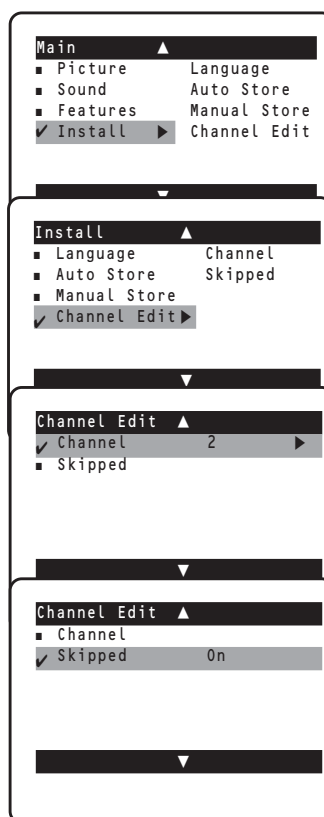 Main ▲
■ Picture Language
■ Sound Auto Store
■ Features Manual Store
✔ Install ▶ Channel Edit
▼
Install ▲
■ Language Channel
■ Auto Store Skipped
■ Manual Store
✔ Channel Edit ▶
▼
Channel Edit ▲
✔ Channel 2 ▶
■ Skipped
▼
Channel Edit ▲
■ Channel
✔ Skipped On
▼